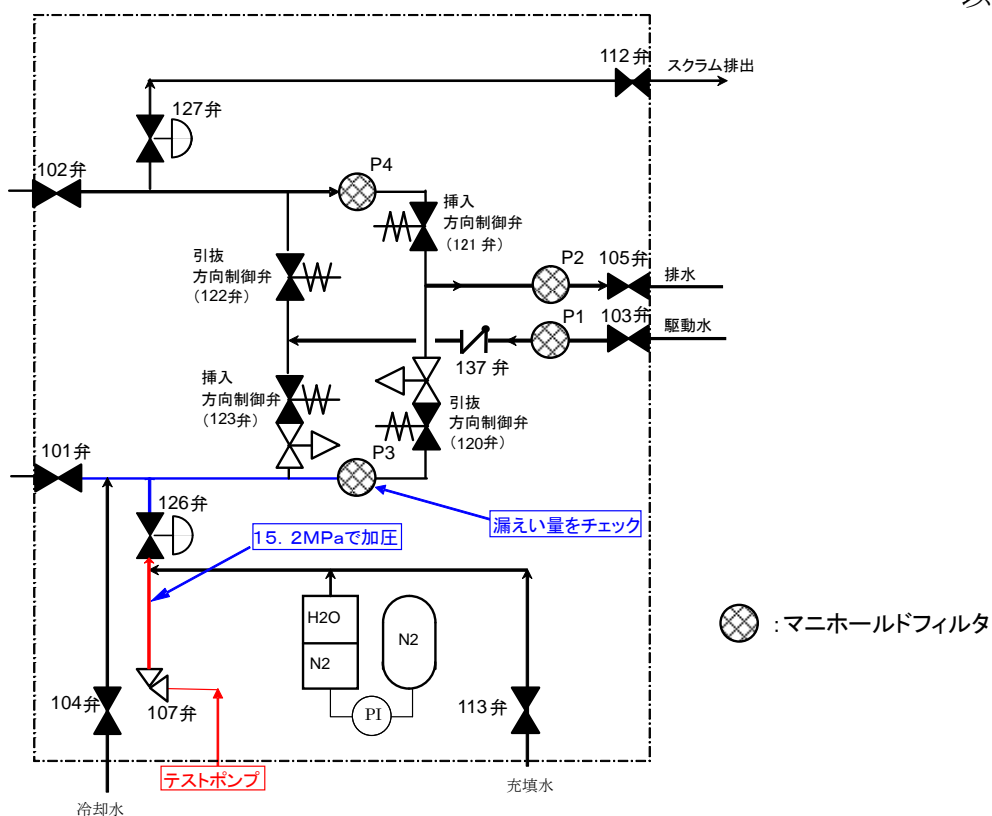 112弁
スクラム排出
127弁
102弁
P4
挿入
方向制御弁
(121 弁)
引抜
方向制御弁
(122弁)
P2
105弁
排水
P1
103弁
駆動水
137 弁
挿入
方向制御弁
(123弁)
引抜
方向制御弁
(120弁)
101弁
P3
126弁
漏えい量をチェック
15. 2MPaで加圧
H2O
N2
N2
:マニホールドフィルタ
104弁
107弁
PI
113弁
テストポンプ
充填水
冷却水